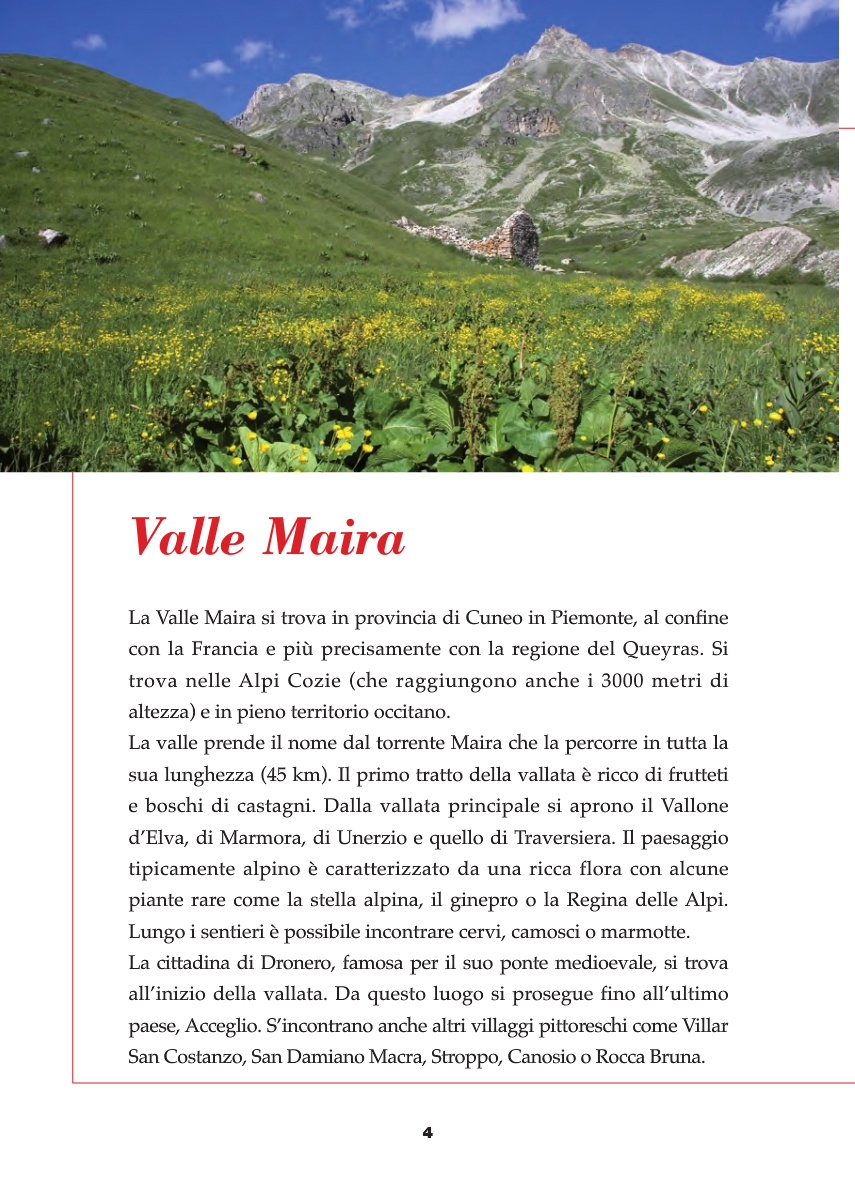 Valle Maira
La Valle Maira si trova in provincia di Cuneo in Piemonte, al confine
con la Francia e più precisamente con la regione del Queyras. Si
trova nelle Alpi Cozie (che raggiungono anche i 3000 metri di
altezza) e in pieno territorio occitano.
La valle prende il nome dal torrente Maira che la percorre in tutta la
sua lunghezza (45 km). Il primo tratto della vallata è ricco di frutteti
e boschi di castagni. Dalla vallata principale si aprono il Vallone
d’Elva, di Marmora, di Unerzio e quello di Traversiera. Il paesaggio
tipicamente alpino è caratterizzato da una ricca flora con alcune
piante rare come la stella alpina, il ginepro o la Regina delle Alpi.
Lungo i sentieri è possibile incontrare cervi, camosci o marmotte.
La cittadina di Dronero, famosa per il suo ponte medioevale, si trova
all’inizio della vallata. Da questo luogo si prosegue fino all’ultimo
paese, Acceglio. S’incontrano anche altri villaggi pittoreschi come Villar
San Costanzo, San Damiano Macra, Stroppo, Canosio o Rocca Bruna.
4